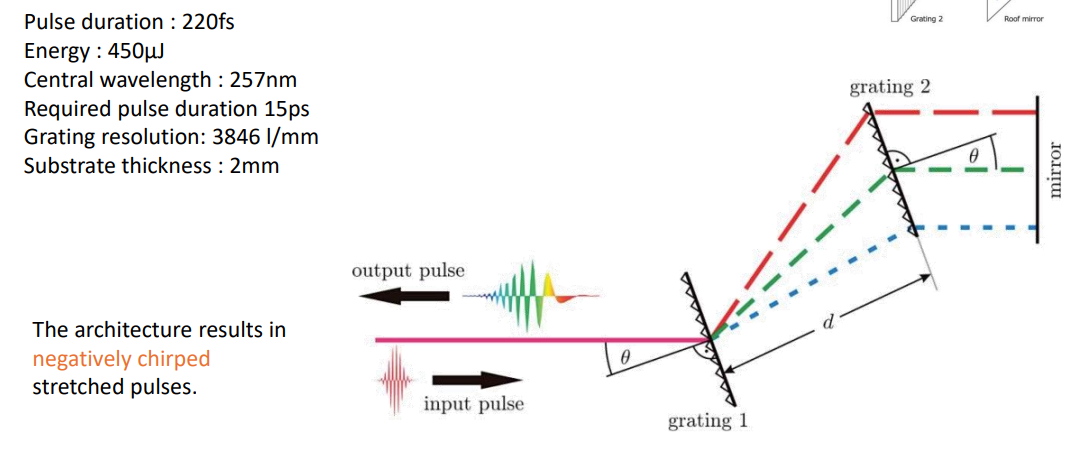 Pulse duration : 220fs
Energy : 450µJ
Central wavelength : 257nm
Required pulse duration 15ps
Grating resolution: 3846 l/mm
Substrate thickness : 2mm
Grating 2
Roof mirror
grating 2
θ
mirror
output pulse
d
The architecture results in
negatively chirped
stretched pulses.
θ
input pulse
grating 1